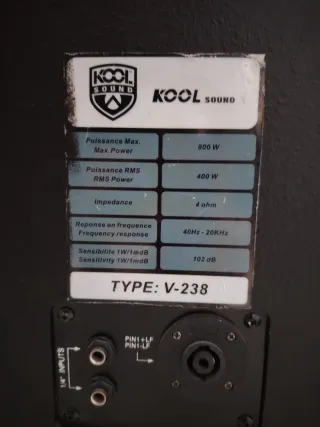 KOOL
SOUND
KOOL SOUND
Puissance Max.
Max. Power
800 W
Puissance RMS
RMS Power
400 W
Impedance
4 ohm
Reponse en frequence
Frequency response
40Hz - 20KHz
Sensibilite 1W/1mdB
Sensitivity 1W/1mdB
102 dB
TYPE: V-238
1/4" INPUTS
PIN1+LF
PIN1-LF